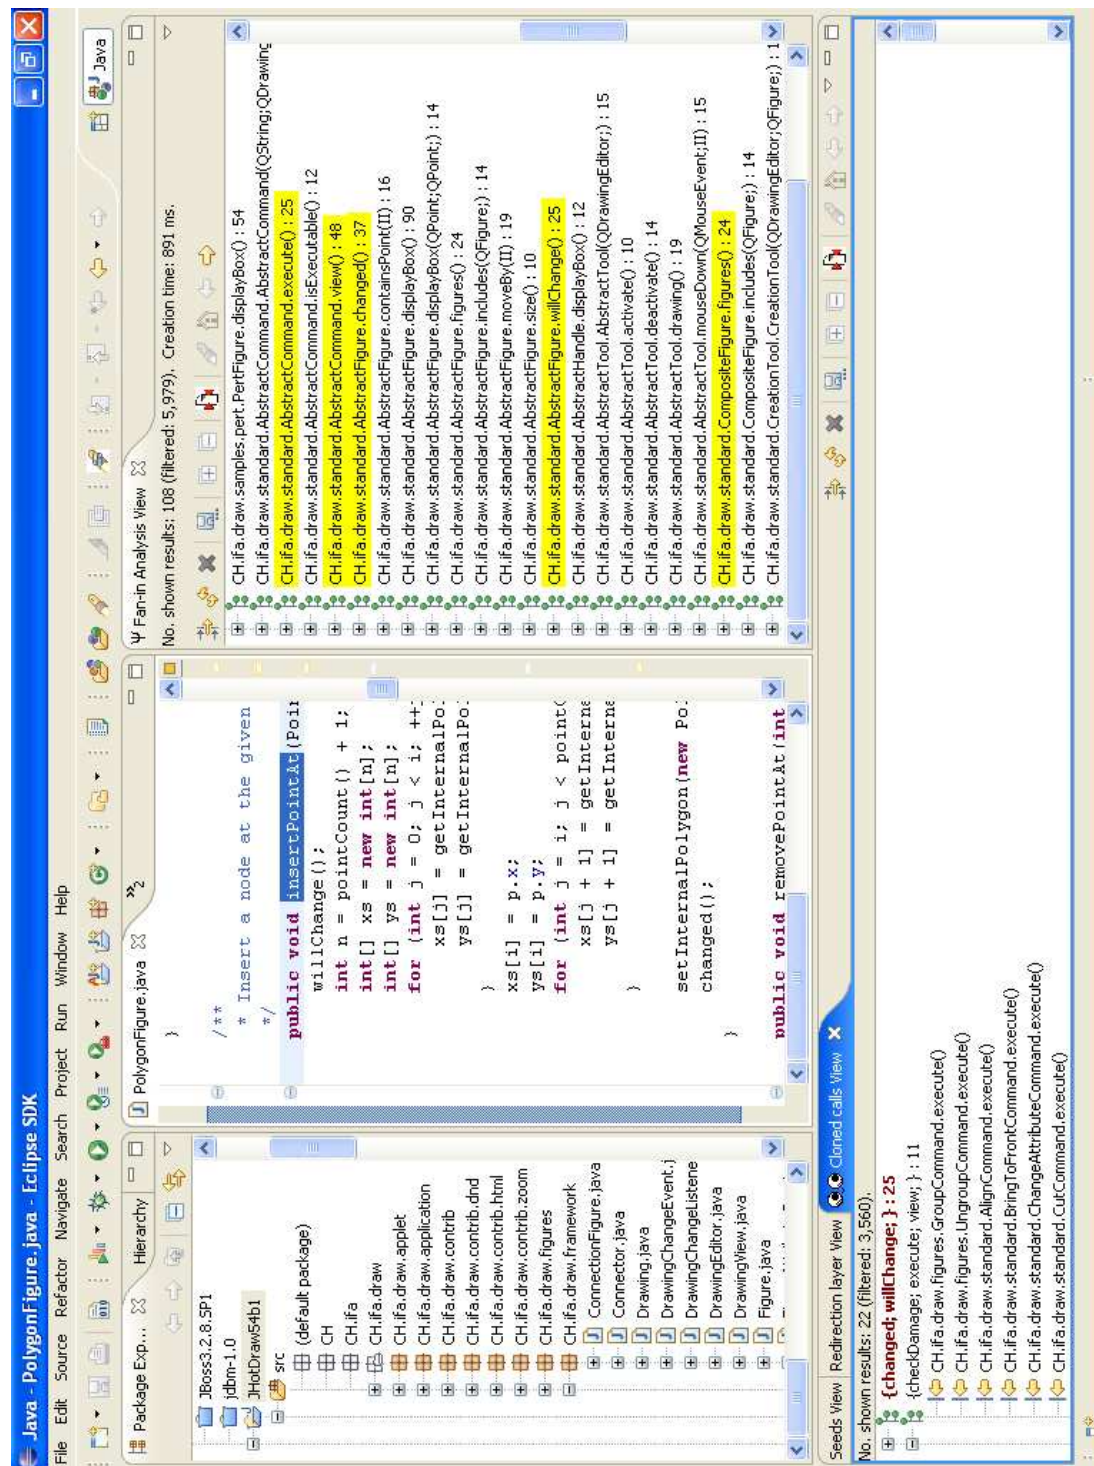 Java - PolygonFigure.java - Eclipse SDK
File Edit Source Refactor Navigate Search Project Run Window Help
Java
Package Exp... Hierarchy
JBoss3.2.8.SP1
jdbm-1.0
JHotDraw54b1
src
(default package)
CH
CH.ifa
CH.ifa.draw
CH.ifa.draw.applet
CH.ifa.draw.application
CH.ifa.draw.contrib
CH.ifa.draw.contrib.dnd
CH.ifa.draw.contrib.html
CH.ifa.draw.contrib.zoom
CH.ifa.draw.figures
CH.ifa.draw.framework
ConnectionFigure.java
Connector.java
Drawing.java
DrawingChangeEvent.j
DrawingChangeListene
DrawingEditor.java
DrawingView.java
Figure.java
PolygonFigure.java
2
}
/**
* Insert a node at the given
*/
public void insertPointAt(Poin
willChange();
int n = pointCount() + 1;
int[] xs = new int[n];
int[] ys = new int[n];
for (int j = 0; j < i; ++
xs[j] = getInternalPo
ys[j] = getInternalPo
}
xs[i] = p.x;
ys[i] = p.y;
for (int j = i; j < point(
xs[j + 1] = getInterna
ys[j + 1] = getInterna
}
setInternalPolygon(new Po
changed();
}
public void removePointAt(int
Fan-in Analysis View
No. shown results: 108 (filtered: 5,979). Creation time: 891 ms.
CH.ifa.draw.samples.pert.PertFigure.displayBox() : 54
CH.ifa.draw.standard.AbstractCommand.AbstractCommand(QString;QDrawing
CH.ifa.draw.standard.AbstractCommand.execute() : 25
CH.ifa.draw.standard.AbstractCommand.isExecutable() : 12
CH.ifa.draw.standard.AbstractCommand.view() : 48
CH.ifa.draw.standard.AbstractFigure.changed() : 37
CH.ifa.draw.standard.AbstractFigure.containsPoint(II) : 16
CH.ifa.draw.standard.AbstractFigure.displayBox() : 90
CH.ifa.draw.standard.AbstractFigure.displayBox(QPoint;QPoint;) : 14
CH.ifa.draw.standard.AbstractFigure.figures() : 24
CH.ifa.draw.standard.AbstractFigure.includes(QFigure;) : 14
CH.ifa.draw.standard.AbstractFigure.moveBy(II) : 19
CH.ifa.draw.standard.AbstractFigure.size() : 10
CH.ifa.draw.standard.AbstractFigure.willChange() : 25
CH.ifa.draw.standard.AbstractHandle.displayBox() : 12
CH.ifa.draw.standard.AbstractTool.AbstractTool(QDrawingEditor;) : 15
CH.ifa.draw.standard.AbstractTool.activate() : 10
CH.ifa.draw.standard.AbstractTool.deactivate() : 14
CH.ifa.draw.standard.AbstractTool.drawing() : 19
CH.ifa.draw.standard.AbstractTool.mouseDown(QMouseEvent;II) : 15
CH.ifa.draw.standard.CompositeFigure.figures() : 24
CH.ifa.draw.standard.CompositeFigure.includes(QFigure;) : 14
CH.ifa.draw.standard.CreationTool.CreationTool(QDrawingEditor;QFigure;) : 1
Seeds View Redirection layer View Cloned calls View
No. shown results: 22 (filtered: 3,560).
{changed; willChange; } : 25
{checkDamage; execute; view; } : 11
CH.ifa.draw.figures.GroupCommand.execute()
CH.ifa.draw.figures.UngroupCommand.execute()
CH.ifa.draw.standard.AlignCommand.execute()
CH.ifa.draw.standard.BringToFrontCommand.execute()
CH.ifa.draw.standard.ChangeAttributeCommand.execute()
CH.ifa.draw.standard.CutCommand.execute()